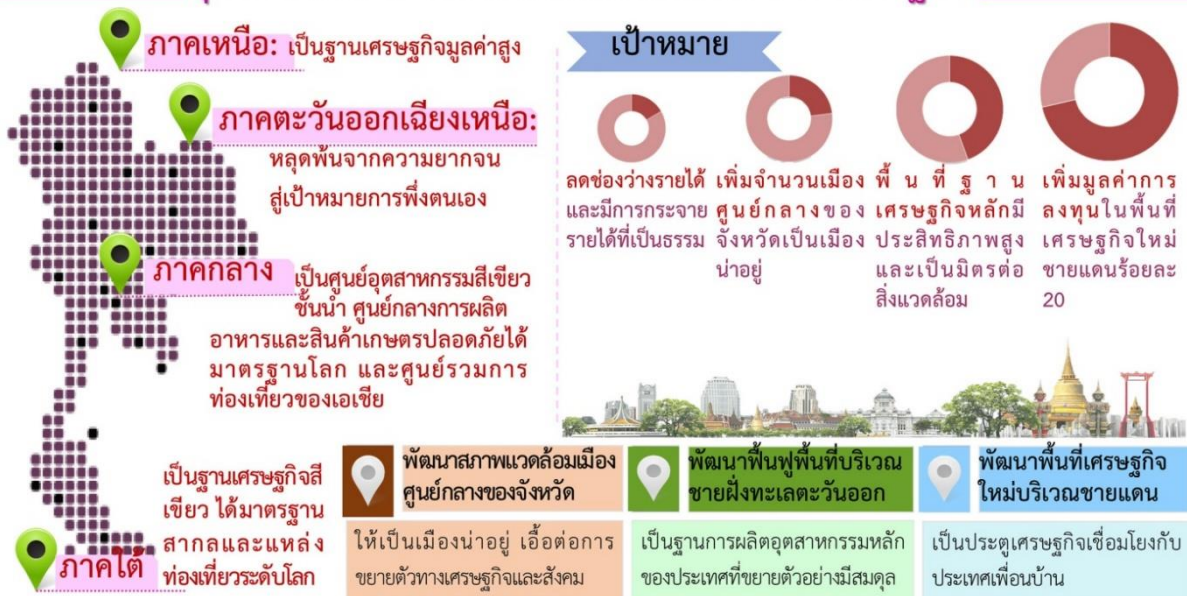 ภาคเหนือ: เป็นฐานเศรษฐกิจมูลค่าสูง
ภาคตะวันออกเฉียงเหนือ:
หลุดพ้นจากความยากจน
สู่เป้าหมายการพึ่งตนเอง
ภาคกลาง เป็นศูนย์อุตสาหกรรมสีเขียว
ชั้นนำ ศูนย์กลางการผลิต
อาหารและสินค้าเกษตรปลอดภัยได้
มาตรฐานโลก และศูนย์รวมการ
ท่องเที่ยวของเอเชีย
เป็นฐานเศรษฐกิจสี
เขียว ได้มาตรฐาน
สากลและแหล่ง
ท่องเที่ยวระดับโลก
ภาคใต้
เป้าหมาย
ลดช่องว่างรายได้
และมีการกระจาย
รายได้ที่เป็นธรรม
เพิ่มจำนวนเมือง
ศูนย์กลางของ
จังหวัดเป็นเมือง
น่าอยู่
พื้นที่ฐาน
เศรษฐกิจหลักมี
ประสิทธิภาพสูง
และเป็นมิตรต่อ
สิ่งแวดล้อม
เพิ่มมูลค่าการ
ลงทุนในพื้นที่
เศรษฐกิจใหม่
ชายแดนร้อยละ
20
พัฒนาสภาพแวดล้อมเมือง
ศูนย์กลางของจังหวัด
ให้เป็นเมืองน่าอยู่ เอื้อต่อการ
ขยายตัวทางเศรษฐกิจและสังคม
พัฒนาฟื้นฟูพื้นที่บริเวณ
ชายฝั่งทะเลตะวันออก
เป็นฐานการผลิตอุตสาหกรรมหลัก
ของประเทศที่ขยายตัวอย่างมีสมดุล
พัฒนาพื้นที่เศรษฐกิจ
ใหม่บริเวณชายแดน
เป็นประตูเศรษฐกิจเชื่อมโยงกับ
ประเทศเพื่อนบ้าน